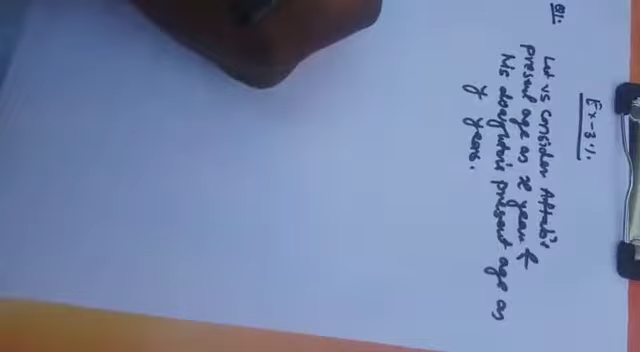 Ex-3.1.
Q1. Let us consider Aftab's
present age as x years &
his daughter's present age as
y years.